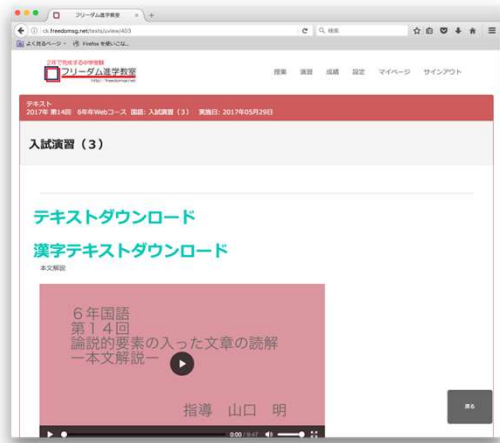 フリーダム進学教室
ck.freedomsg.net/texts/uview/453
検索
よく見るページ
Firefox を使いこな...
2年で完成する中学受験
フリーダム進学教室
授業 演習 成績 設定 マイページ サインアウト
テキスト
2017年 第14回 6年年Webコース 国語: 入試演習(3) 実施日: 2017年05月29日
入試演習(3)
テキストダウンロード
漢字テキストダウンロード
本文解説
6年国語
第14回
論説的要素の入った文章の読解
ー本文解説ー
指導 山口 明
0:00 / 9:47
戻る